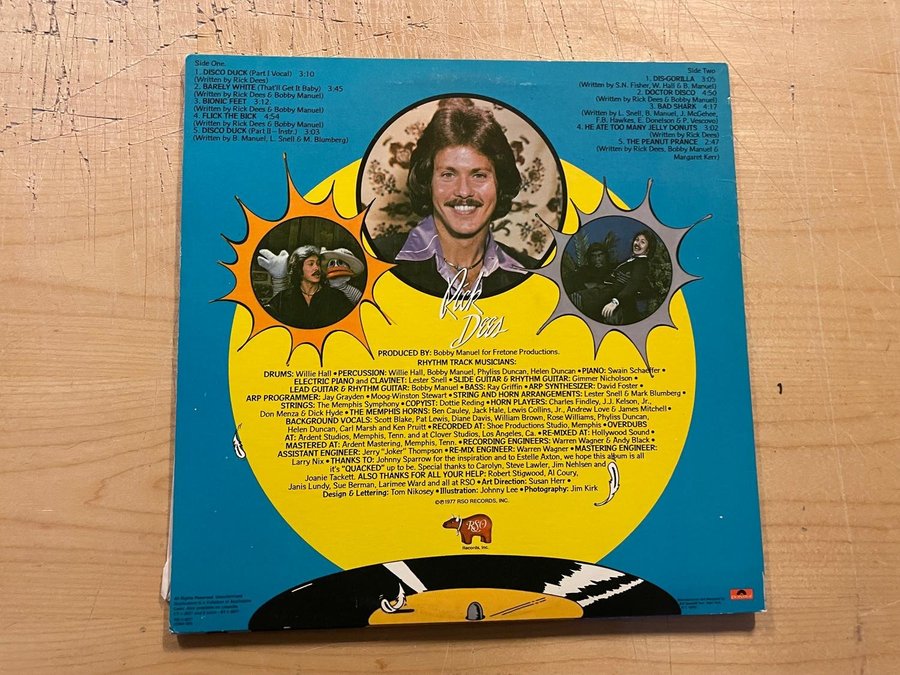 Side One.
1. DISCO DUCK (Part I Vocal) 3:10
(Written by Rick Dees)
2. BARELY WHITE (That'll Get It Baby) 3:45
(Written by Rick Dees & Bobby Manuel)
3. BIONIC FEET 3:12
(Written by Rick Dees & Bobby Manuel)
4. FLICK THE BICK 4:54
(Written by Rick Dees & Bobby Manuel)
5. DISCO DUCK (Part II – Instr.) 3:03
(Written by B. Manuel, L. Snell & M. Blumberg)
Side Two
1. DIS-GORILLA 3:05
(Written by S.N. Fisher, W. Hall & B. Manuel)
2. DOCTOR DISCO 4:50
(Written by Rick Dees & Bobby Manuel)
3. BAD SHARK 4:17
(Written by L. Snell, B. Manuel, J. McGehee,
F.B. Hawkes, E. Donelson & P. Vescovo)
4. HE ATE TOO MANY JELLY DONUTS 3:02
(Written by Rick Dees)
5. THE PEANUT PRANCE 2:47
(Written by Rick Dees, Bobby Manuel &
Margaret Kerr)
Rick
Dees
PRODUCED BY: Bobby Manuel for Fretone Productions.
RHYTHM TRACK MUSICIANS:
DRUMS: Willie Hall • PERCUSSION: Willie Hall, Bobby Manuel, Phyliss Duncan, Helen Duncan • PIANO: Swain Schaeffer •
ELECTRIC PIANO and CLAVINET: Lester Snell • SLIDE GUITAR & RHYTHM GUITAR: Gimmer Nicholson •
LEAD GUITAR & RHYTHM GUITAR: Bobby Manuel • BASS: Ray Griffin • ARP SYNTHESIZER: David Foster •
ARP PROGRAMMER: Jay Grayden • Moog-Winston Stewart • STRING AND HORN ARRANGEMENTS: Lester Snell & Mark Blumberg •
STRINGS: The Memphis Symphony • COPYIST: Dottie Reding • HORN PLAYERS: Charles Findley, J.J. Kelson, Jr.,
Don Menza & Dick Hyde • THE MEMPHIS HORNS: Ben Cauley, Jack Hale, Lewis Collins, Jr., Andrew Love & James Mitchell •
BACKGROUND VOCALS: Scott Blake, Pat Lewis, Diane Davis, William Brown, Rose Williams, Phyliss Duncan,
Helen Duncan, Carl Marsh and Ken Pruitt • RECORDED AT: Shoe Productions Studio, Memphis • OVERDUBS
AT: Ardent Studios, Memphis, Tenn. and at Clover Studios, Los Angeles, Ca. • RE-MIXED AT: Hollywood Sound •
MASTERED AT: Ardent Mastering, Memphis, Tenn. • RECORDING ENGINEERS: Warren Wagner & Andy Black •
ASSISTANT ENGINEER: Jerry "Joker" Thompson • RE-MIX ENGINEER: Warren Wagner • MASTERING ENGINEER:
Larry Nix • THANKS TO: Johnny Sparrow for the inspiration and to Estelle Axton, we hope this album is all
it's "QUACKED" up to be. Special thanks to Carolyn, Steve Lawler, Jim Nehlsen and
Joanie Tackett. ALSO THANKS FOR ALL YOUR HELP: Robert Stigwood, Al Coury,
Janis Lundy, Sue Berman, Larimee Ward and all at RSO • Art Direction: Susan Herr •
Design & Lettering: Tom Nikosey • Illustration: Johnny Lee • Photography: Jim Kirk
©℗1977 RSO RECORDS, INC.
RSO
Records, Inc.
All Rights Reserved.